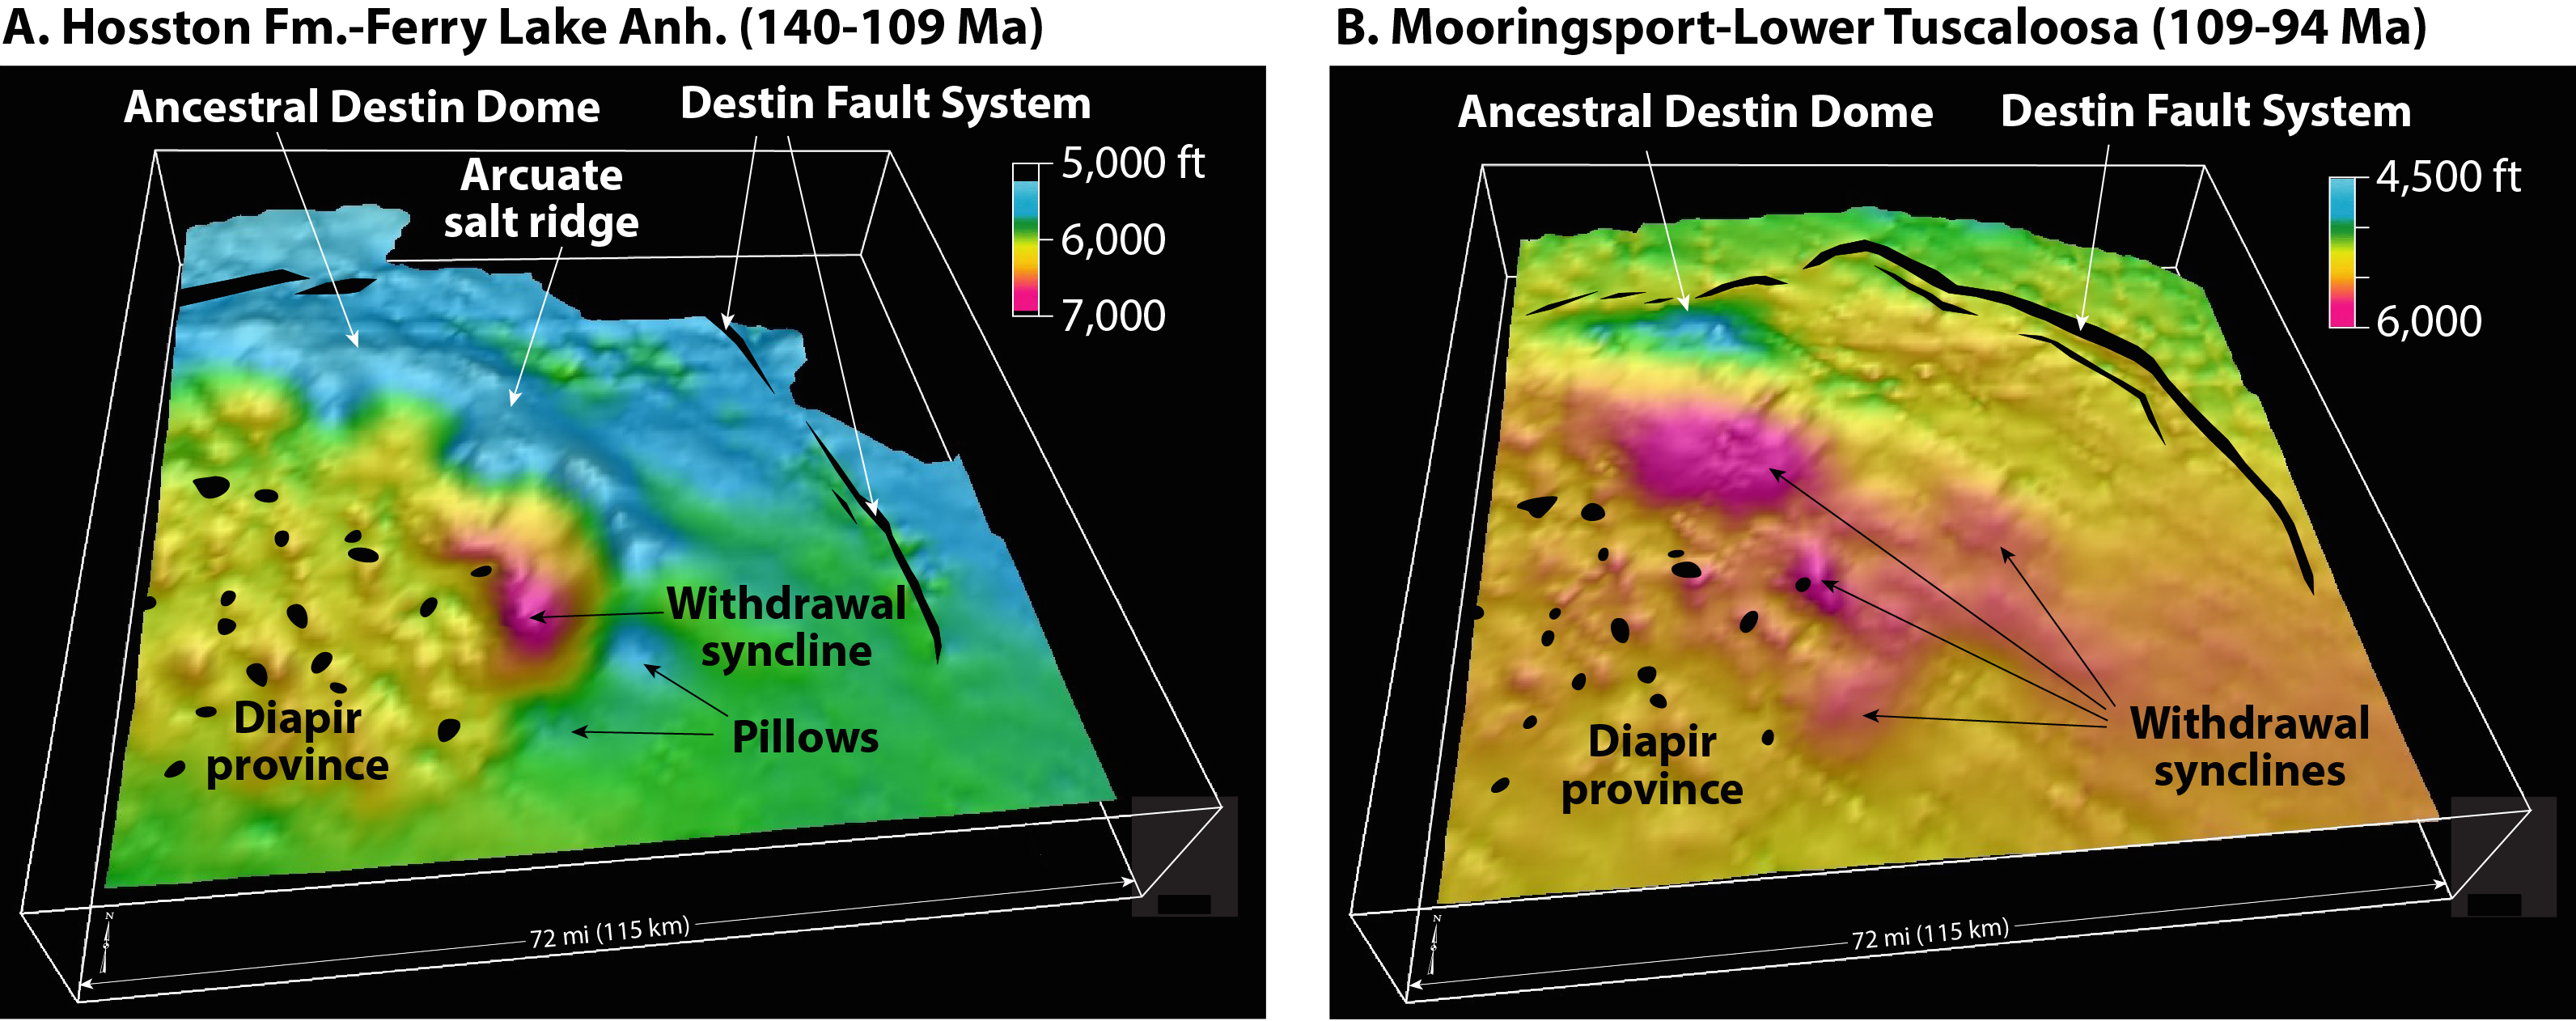 A. Hosston Fm.-Ferry Lake Anh. (140-109 Ma)
Ancestral Destin Dome
Destin Fault System
Arcuate
salt ridge
5,000 ft
6,000
7,000
Withdrawal
syncline
Pillows
Diapir
province
N
S
72 mi (115 km)
B. Mooringsport-Lower Tuscaloosa (109-94 Ma)
Ancestral Destin Dome
Destin Fault System
4,500 ft
6,000
Diapir
province
Withdrawal
synclines
N
S
72 mi (115 km)